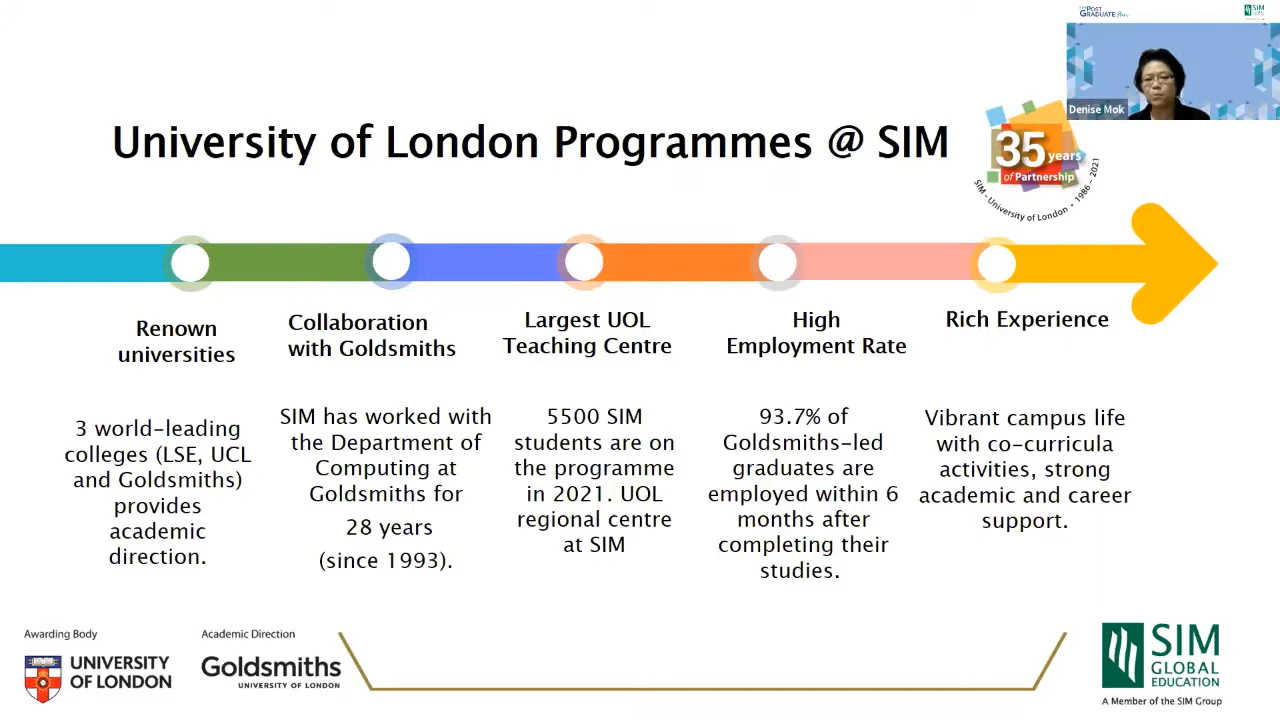 POST
GRADUATE
SIM
Denise Mok
University of London Programmes @ SIM
35 years
of Partnership
SIM - University of London • 1986 - 2021
Renown
universities
3 world-leading
colleges (LSE, UCL
and Goldsmiths)
provides
academic
direction.
Collaboration
with Goldsmiths
SIM has worked with
the Department of
Computing at
Goldsmiths for
28 years
(since 1993).
Largest UOL
Teaching Centre
5500 SIM
students are on
the programme
in 2021. UOL
regional centre
at SIM
High
Employment Rate
93.7% of
Goldsmiths-led
graduates are
employed within 6
months after
completing their
studies.
Rich Experience
Vibrant campus life
with co-curricula
activities, strong
academic and career
support.
Awarding Body
UNIVERSITY
OF LONDON
Academic Direction
Goldsmiths
UNIVERSITY OF LONDON
SIM
GLOBAL
EDUCATION
A Member of the SIM Group